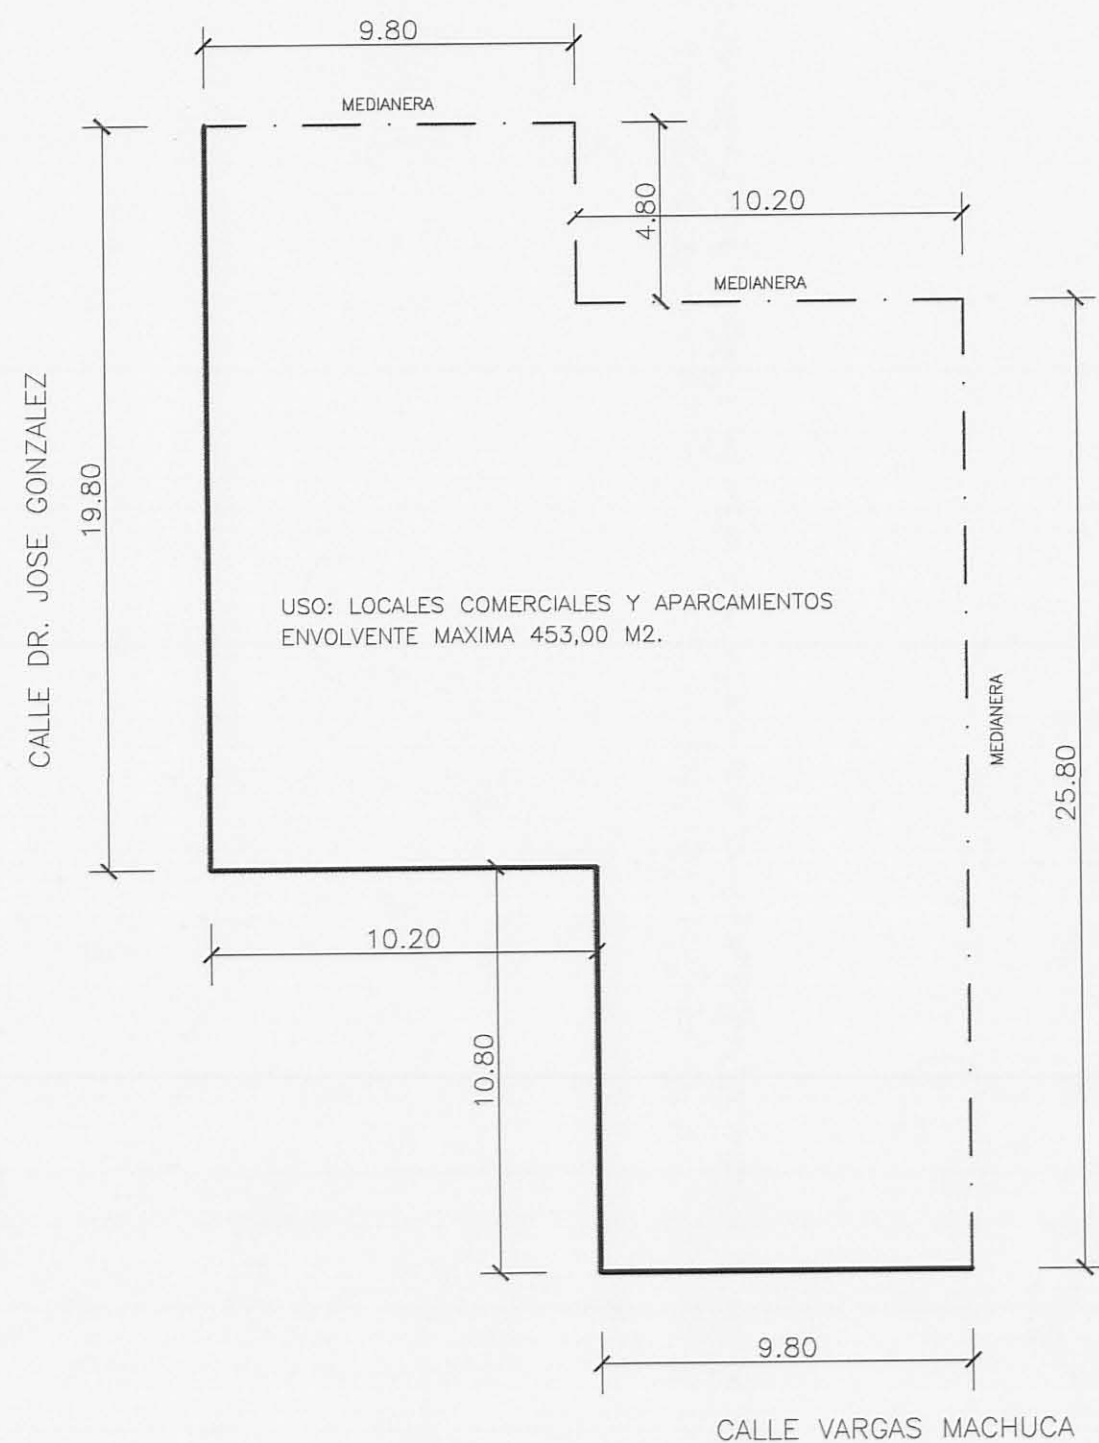 9.80
MEDIANERA
4.80
10.20
MEDIANERA
CALLE DR. JOSE GONZALEZ
19.80
USO: LOCALES COMERCIALES Y APARCAMIENTOS
ENVOLVENTE MAXIMA 453,00 M2.
MEDIANERA
25.80
10.20
10.80
9.80
CALLE VARGAS MACHUCA